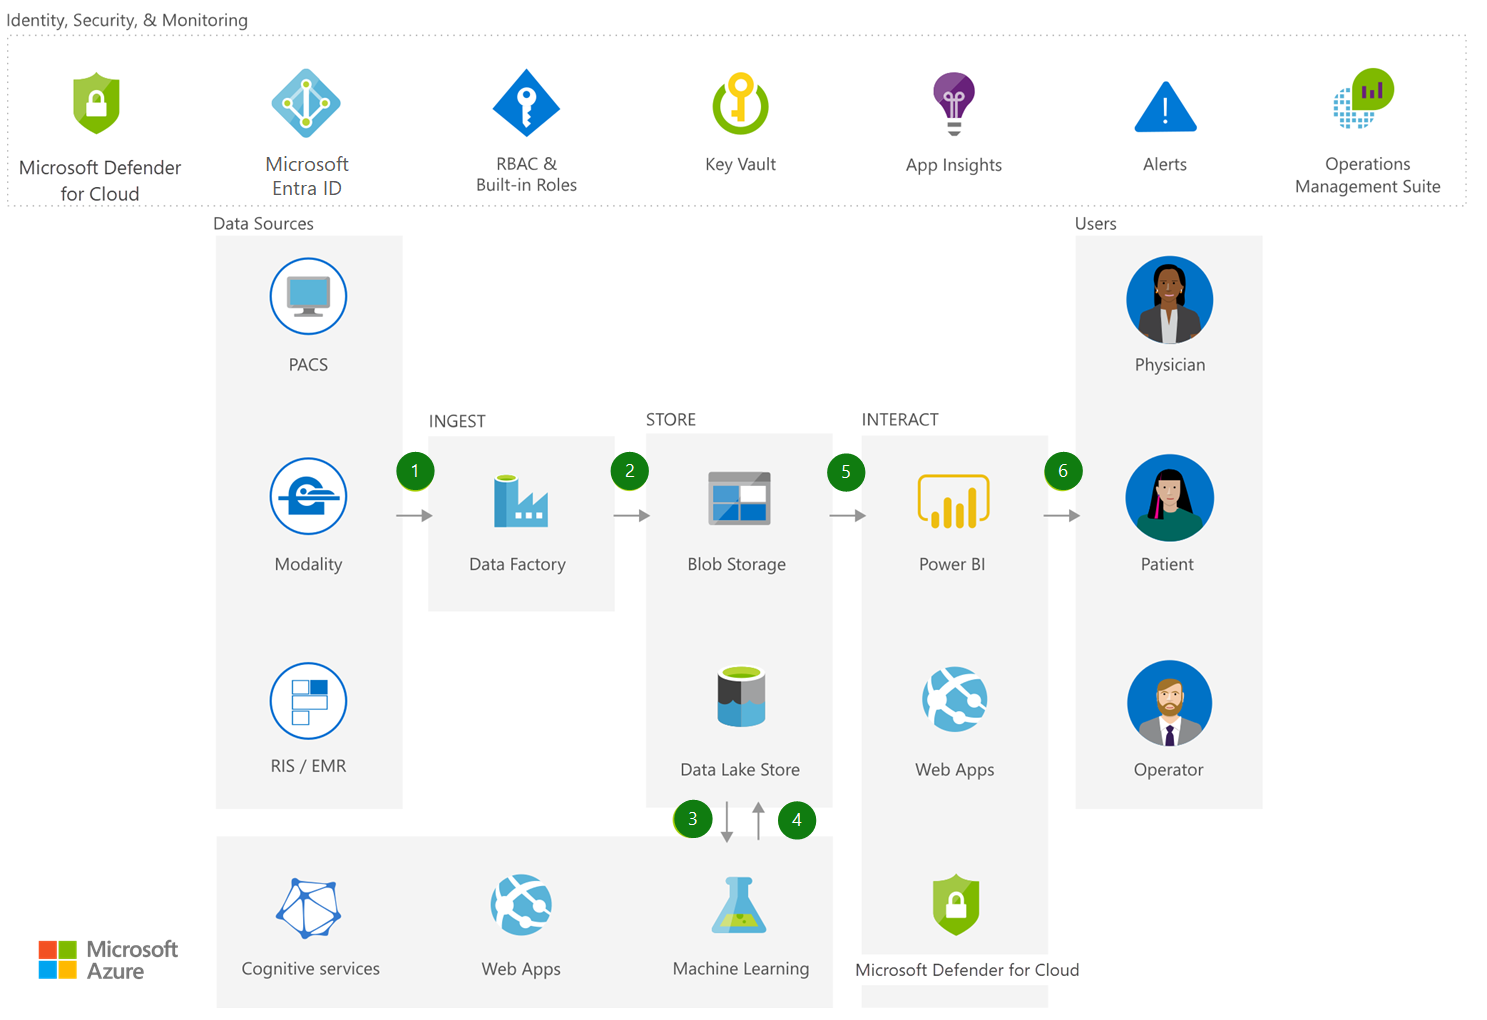 Identity, Security, & Monitoring
Microsoft Defender
for Cloud
Microsoft
Entra ID
RBAC &
Built-in Roles
Key Vault
App Insights
Alerts
Operations
Management Suite
Data Sources
Users
PACS
Physician
INGEST
STORE
INTERACT
1
2
5
6
Modality
Data Factory
Blob Storage
Power BI
Patient
RIS / EMR
Data Lake Store
Web Apps
Operator
3
4
Cognitive services
Web Apps
Machine Learning
Microsoft Defender for Cloud
Microsoft
Azure